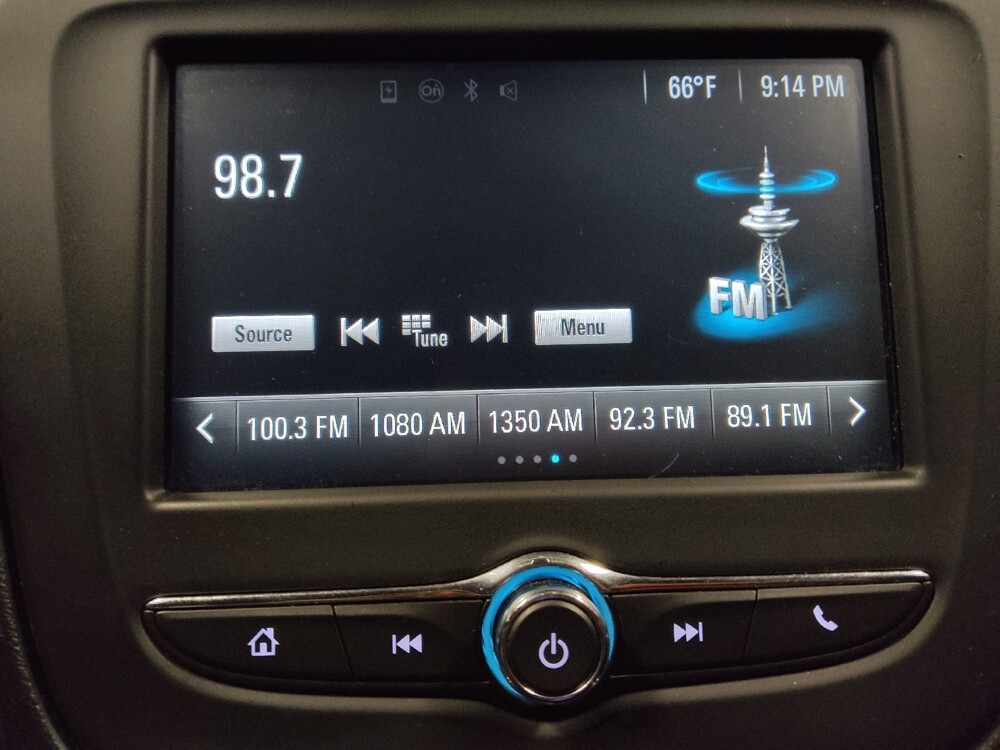 On 66°F 9:14 PM
98.7
FM
Source Tune Menu
100.3 FM 1080 AM 1350 AM 92.3 FM 89.1 FM